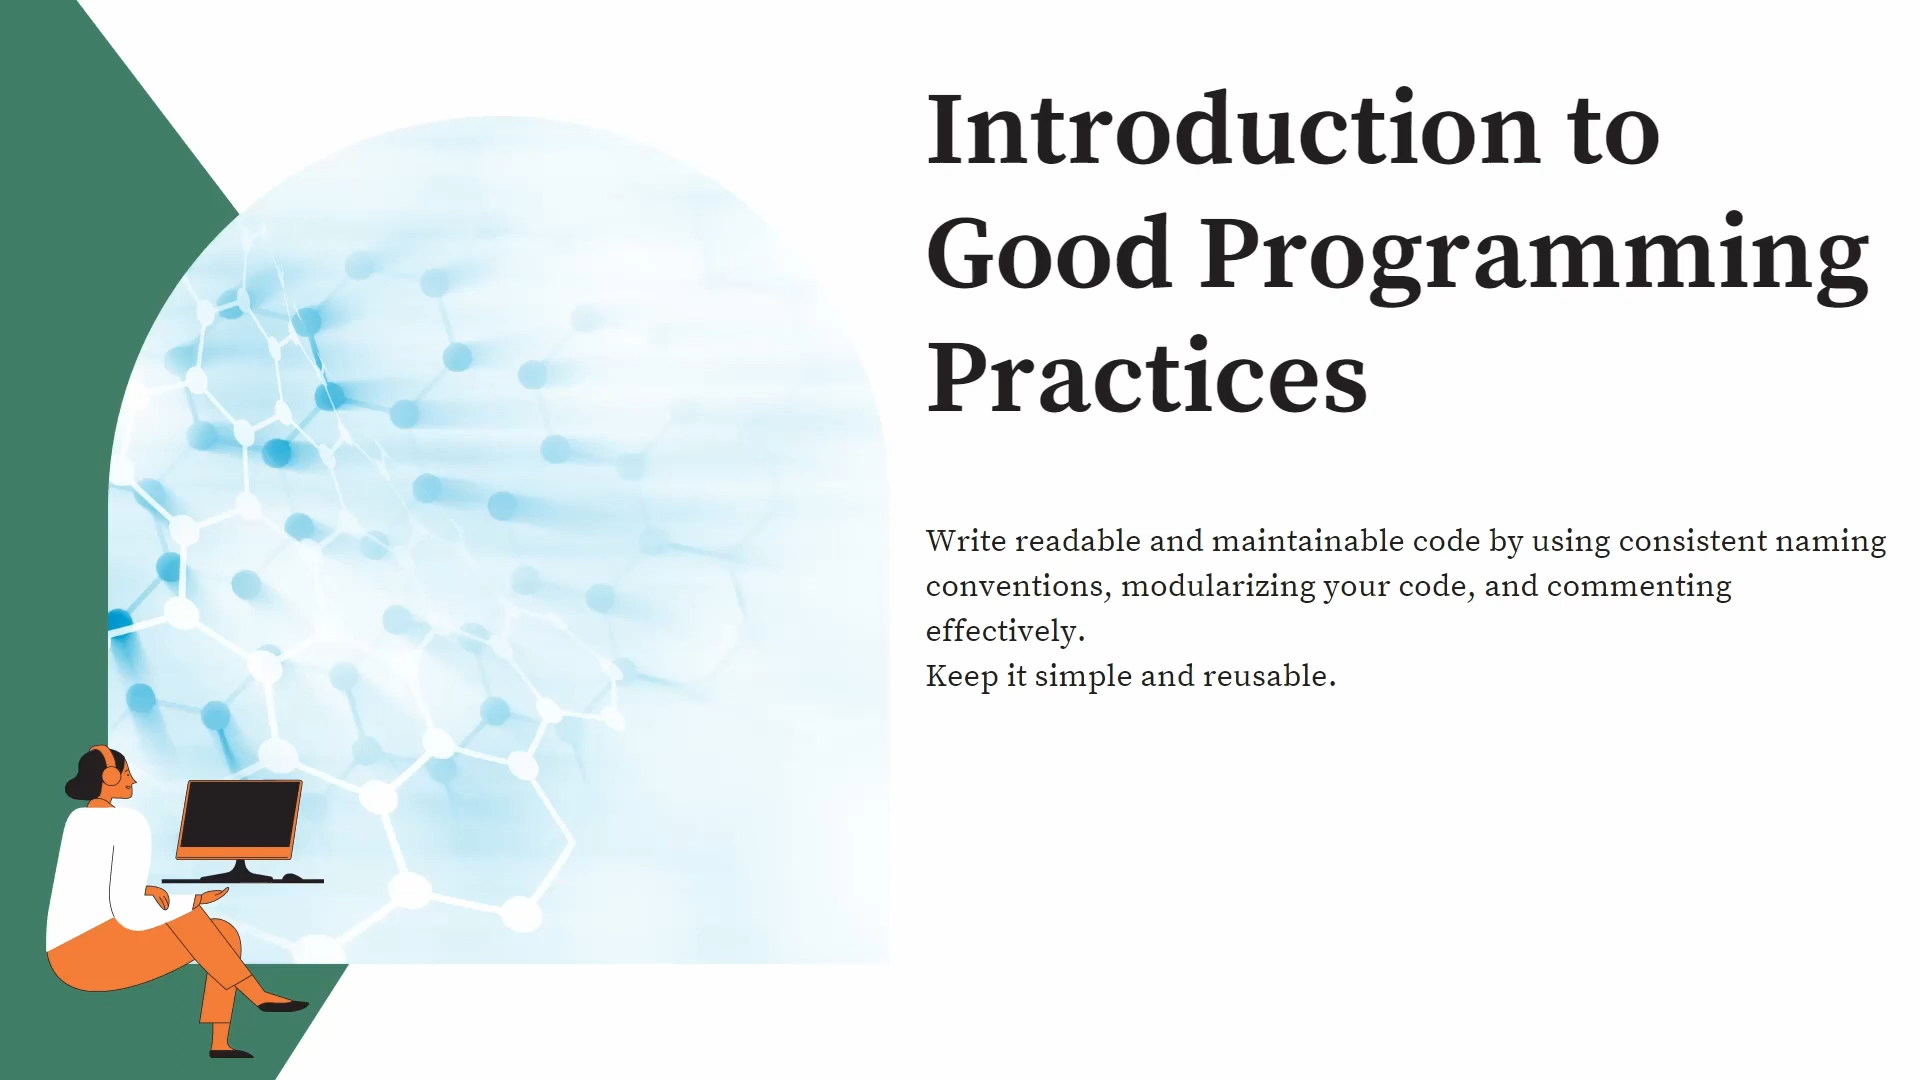 Introduction to
Good Programming
Practices
Write readable and maintainable code by using consistent naming
conventions, modularizing your code, and commenting
effectively.
Keep it simple and reusable.